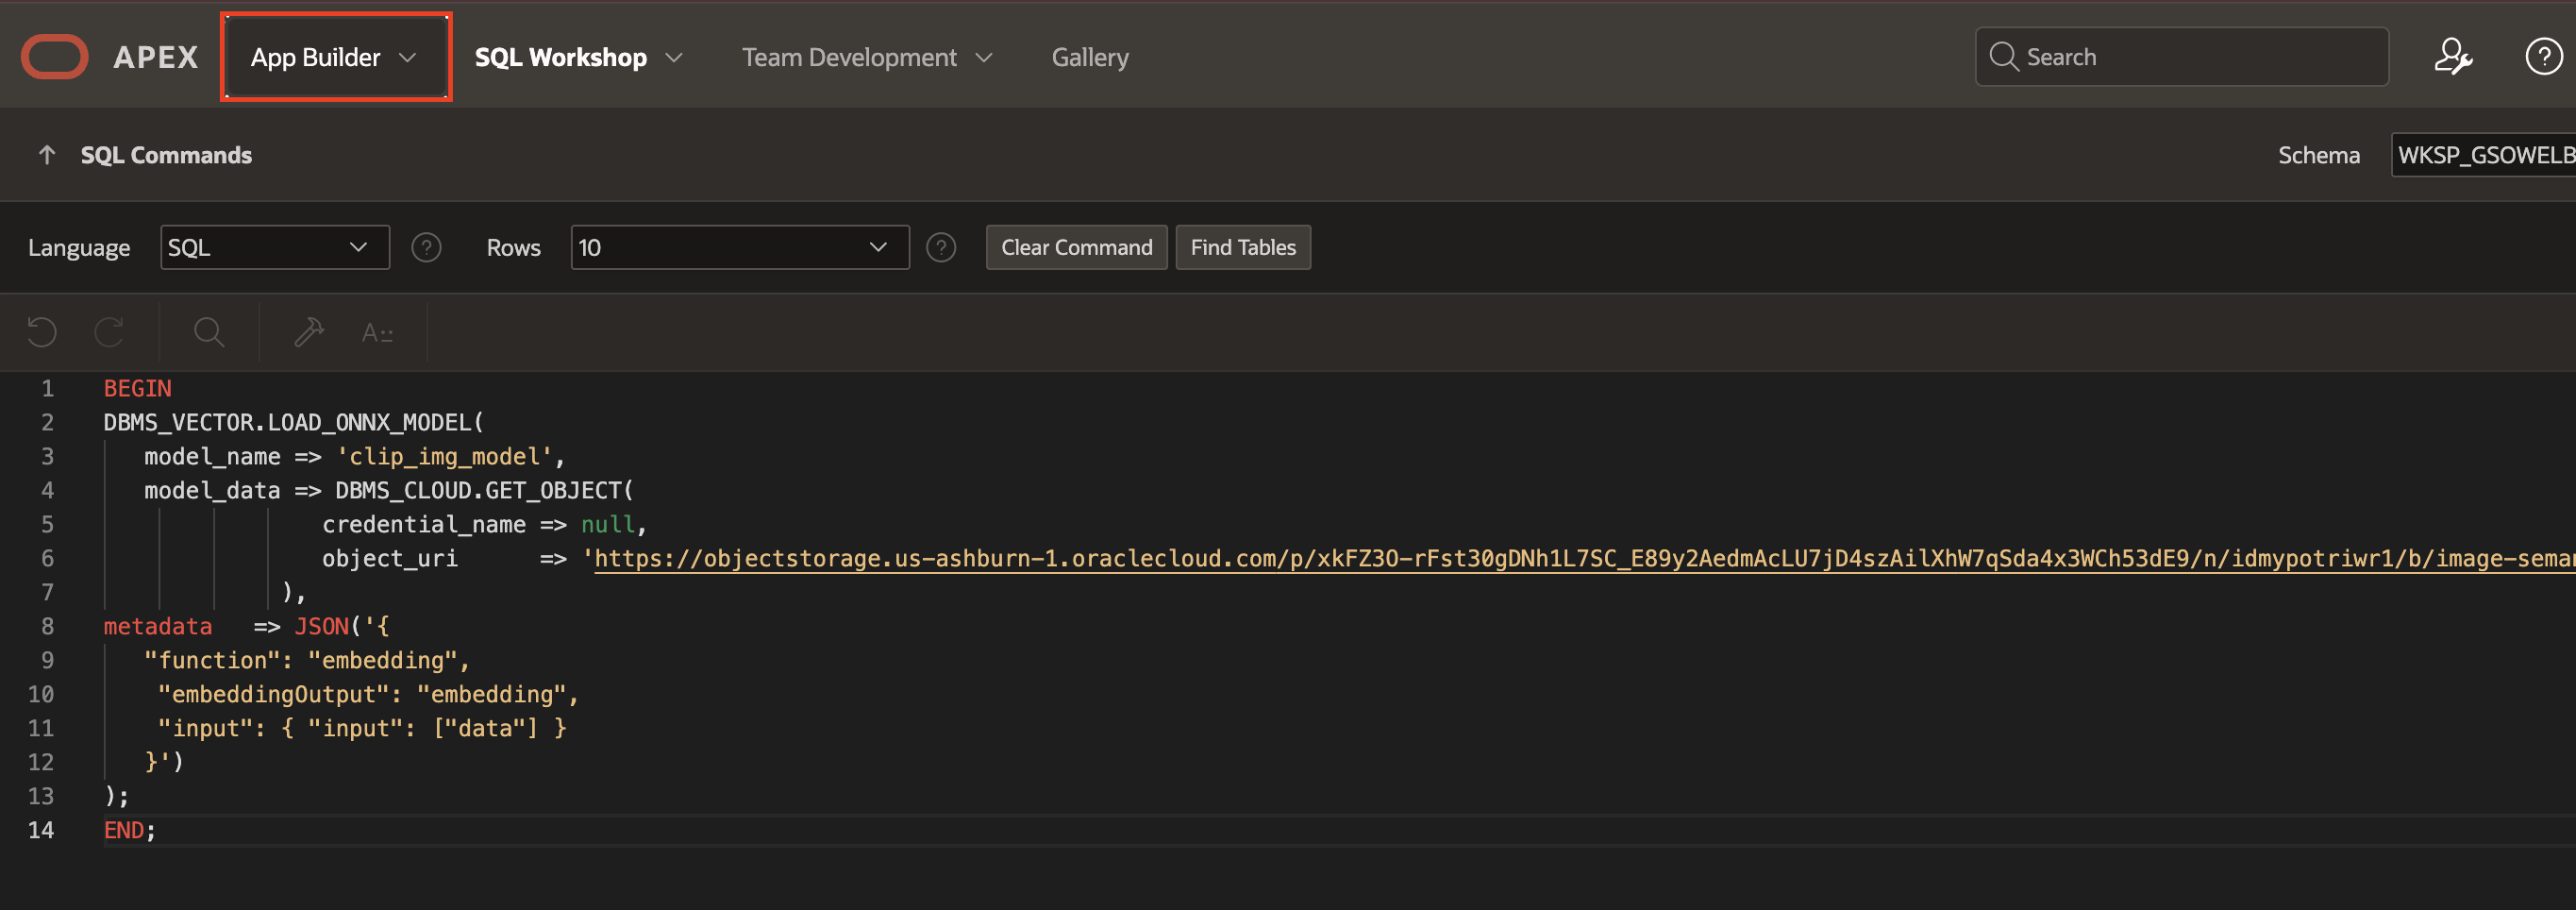 APEX App Builder SQL Workshop Team Development Gallery Search ?
↑ SQL Commands Schema WKSP_GSOWELB
Language SQL ? Rows 10 ? Clear Command Find Tables
A::
1 BEGIN
2 DBMS_VECTOR.LOAD_ONNX_MODEL(
3 model_name => 'clip_img_model',
4 model_data => DBMS_CLOUD.GET_OBJECT(
5 credential_name => null,
6 object_uri => 'https://objectstorage.us-ashburn-1.oraclecloud.com/p/xkFZ3O-rFst30gDNh1L7SC_E89y2AedmAcLU7jD4szAilXhW7qSda4x3WCh53dE9/n/idmypotriwr1/b/image-seman
7 ),
8 metadata => JSON('{
9 "function": "embedding",
10 "embeddingOutput": "embedding",
11 "input": { "input": ["data"] }
12 }')
13 );
14 END;